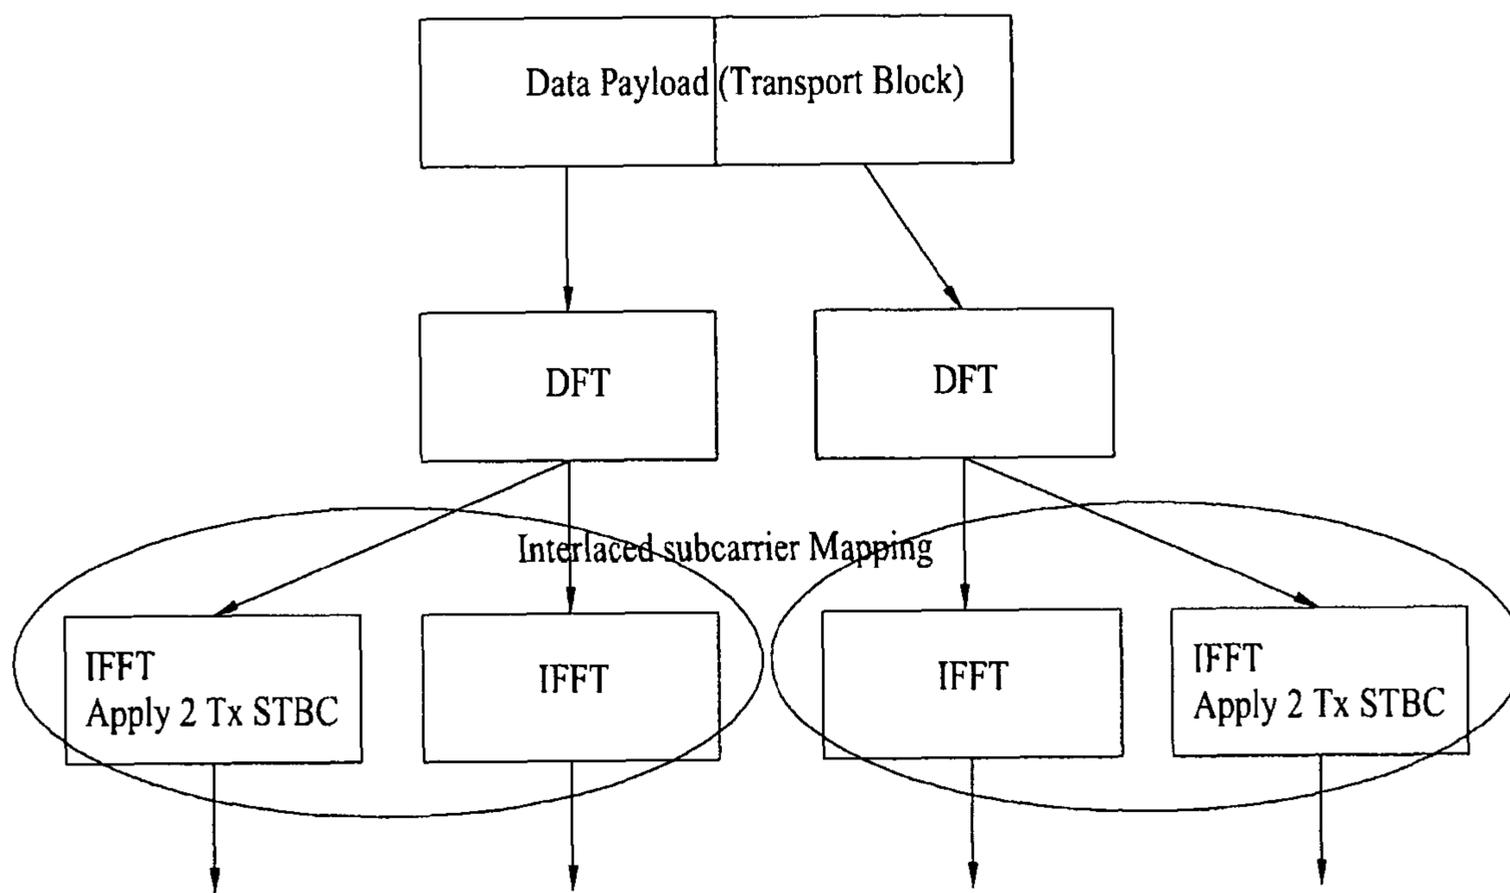 Data Payload (Transport Block)
DFT
DFT
Interlaced subcarrier Mapping
IFFT
Apply 2 Tx STBC
IFFT
IFFT
IFFT
Apply 2 Tx STBC